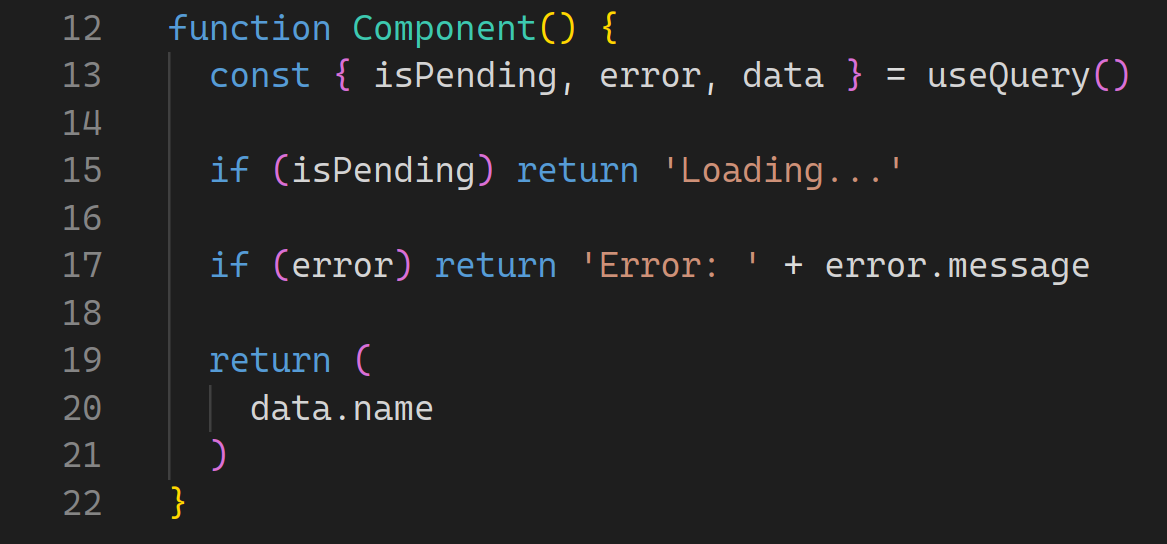 12 function Component() {
13   const { isPending, error, data } = useQuery()
14
15   if (isPending) return 'Loading...'
16
17   if (error) return 'Error: ' + error.message
18
19   return (
20     data.name
21   )
22 }